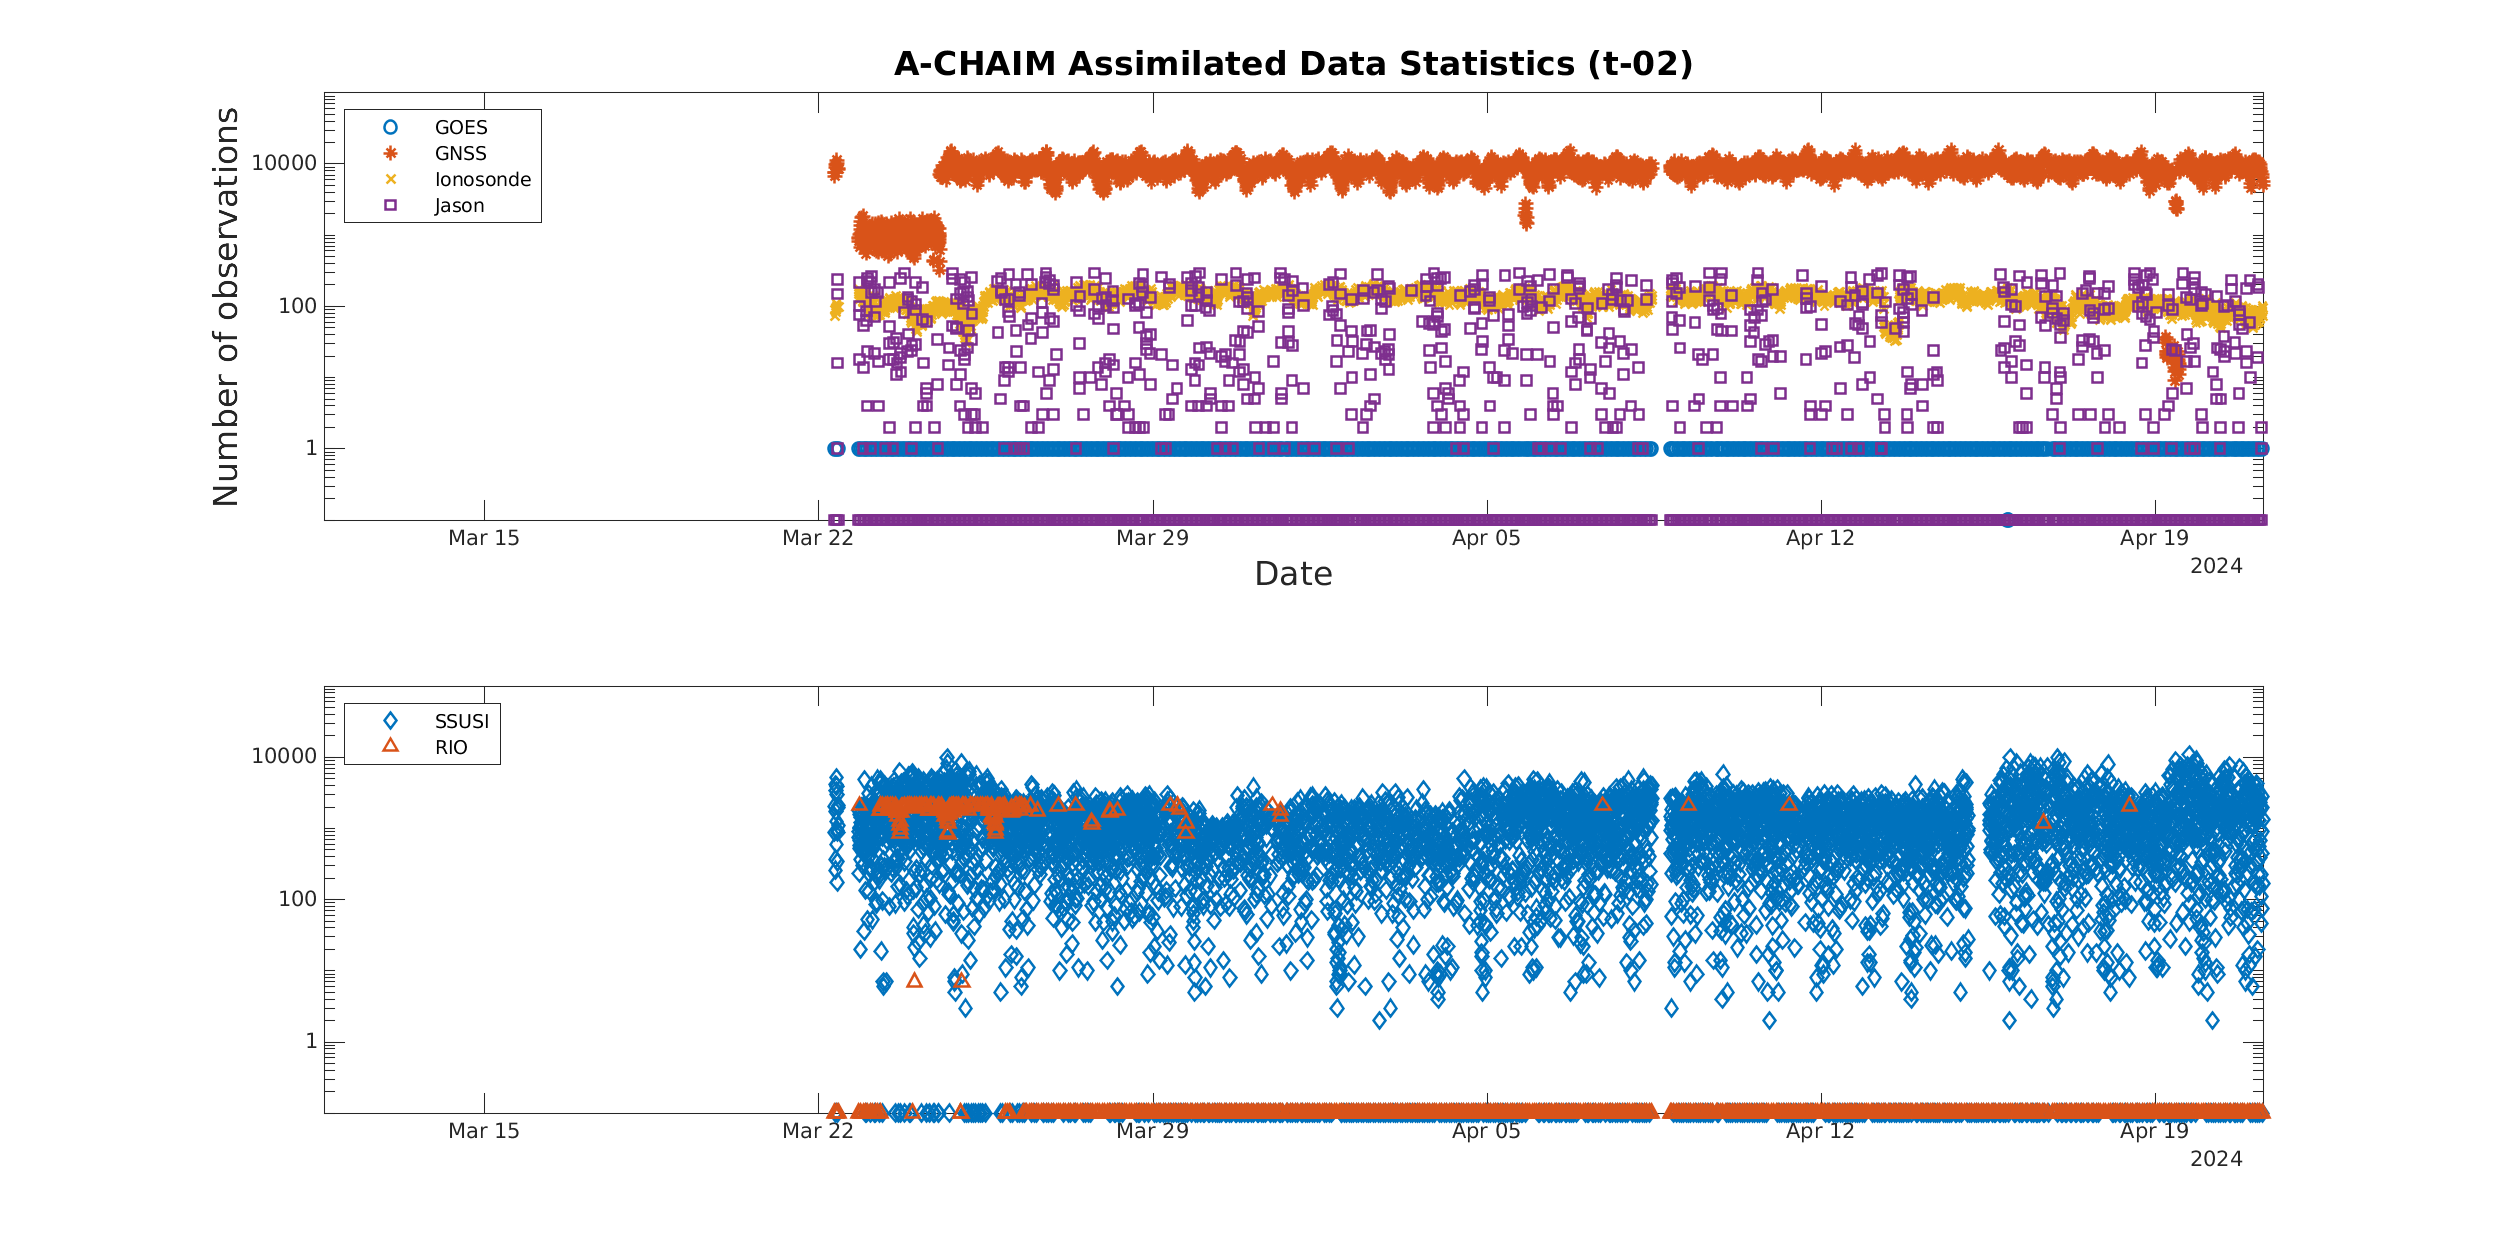 A-CHAIM Assimilated Data Statistics (t-02)
Number of observations
10000
100
1
GOES
GNSS
Ionosonde
Jason
Mar 15
Mar 22
Mar 29
Apr 05
Apr 12
Apr 19
2024
Date
10000
100
1
SSUSI
RIO
Mar 15
Mar 22
Mar 29
Apr 05
Apr 12
Apr 19
2024